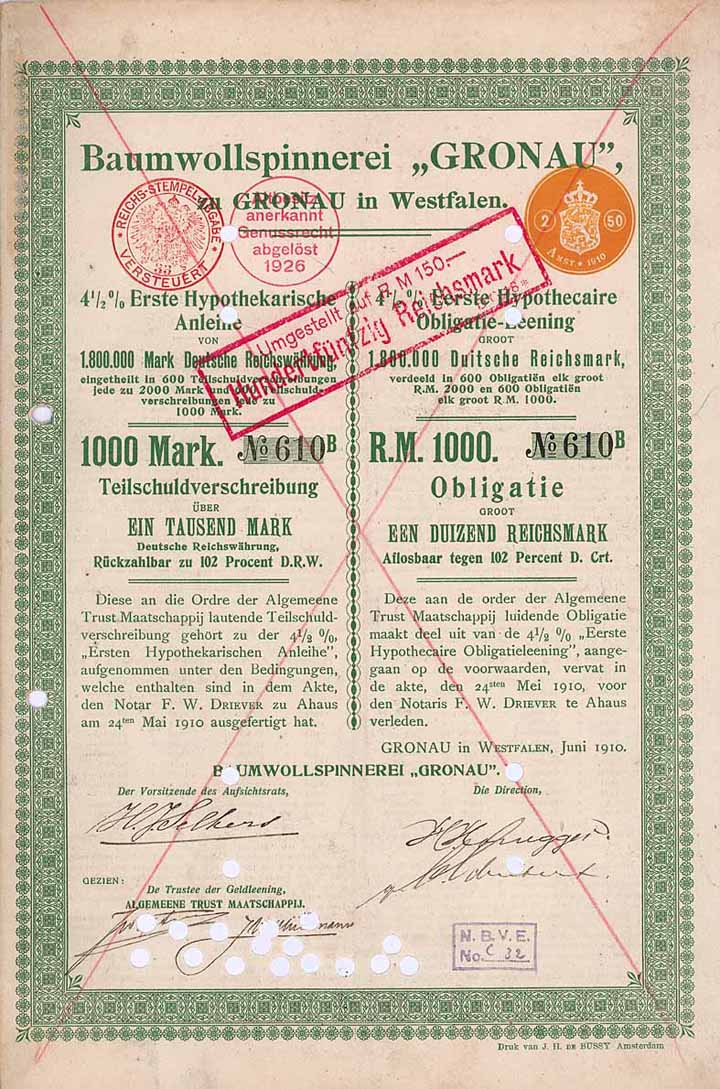 Baumwollspinnerei „GRONAU”,
zu GRONAU in Westfalen.
REICHS-STEMPELABGABE
VERSTEUERT
Altbesitz
anerkannt
Genussrecht
abgelöst
1926
2 50
AMST. 1910
Umgestellt auf R.M 150.—
Hundertfünfzig Reichsmark
4½% Erste Hypothekarische
Anleihe
VON
1.800.000 Mark Deutsche Reichswährung,
eingetheilt in 600 Teilschuldverschreibungen
jede zu 2000 Mark und 600 Teilschuld-
verschreibungen jede zu
1000 Mark.
1000 Mark. No 610 B
Teilschuldverschreibung
ÜBER
EIN TAUSEND MARK
Deutsche Reichswährung,
Rückzahlbar zu 102 Procent D.R.W.
Diese an die Ordre der Algemeene
Trust Maatschappij lautende Teilschuld-
verschreibung gehört zu der 4½ %,
„Ersten Hypothekarischen Anleihe”,
aufgenommen unter den Bedingungen,
welche enthalten sind in dem Akte,
den Notar F. W. DRIEVER zu Ahaus
am 24ten Mai 1910 ausgefertigt hat.
4½% Eerste Hypothecaire
Obligatie-Leening
GROOT
1.800.000 Duitsche Reichsmark,
verdeeld in 600 Obligatiën elk groot
R.M. 2000 en 600 Obligatiën
elk groot R.M. 1000.
R.M. 1000. No 610 B
Obligatie
GROOT
EEN DUIZEND REICHSMARK
Aflosbaar tegen 102 Percent D. Crt.
Deze aan de order der Algemeene
Trust Maatschappij luidende Obligatie
maakt deel uit van de 4½ % „Eerste
Hypothecaire Obligatieleening”, aange-
gaan op de voorwaarden, vervat in
de akte, den 24sten Mei 1910, voor
den Notaris F. W. DRIEVER te Ahaus
verleden.
GRONAU in WESTFALEN, Juni 1910.
BAUMWOLLSPINNEREI „GRONAU”.
Der Vorsitzende des Aufsichtsrats,
Die Direction,
GEZIEN:
De Trustee der Geldleening,
ALGEMEENE TRUST MAATSCHAPPIJ.
N.B.V.E.
No. C 32
Druk van J. H. DE BUSSY Amsterdam